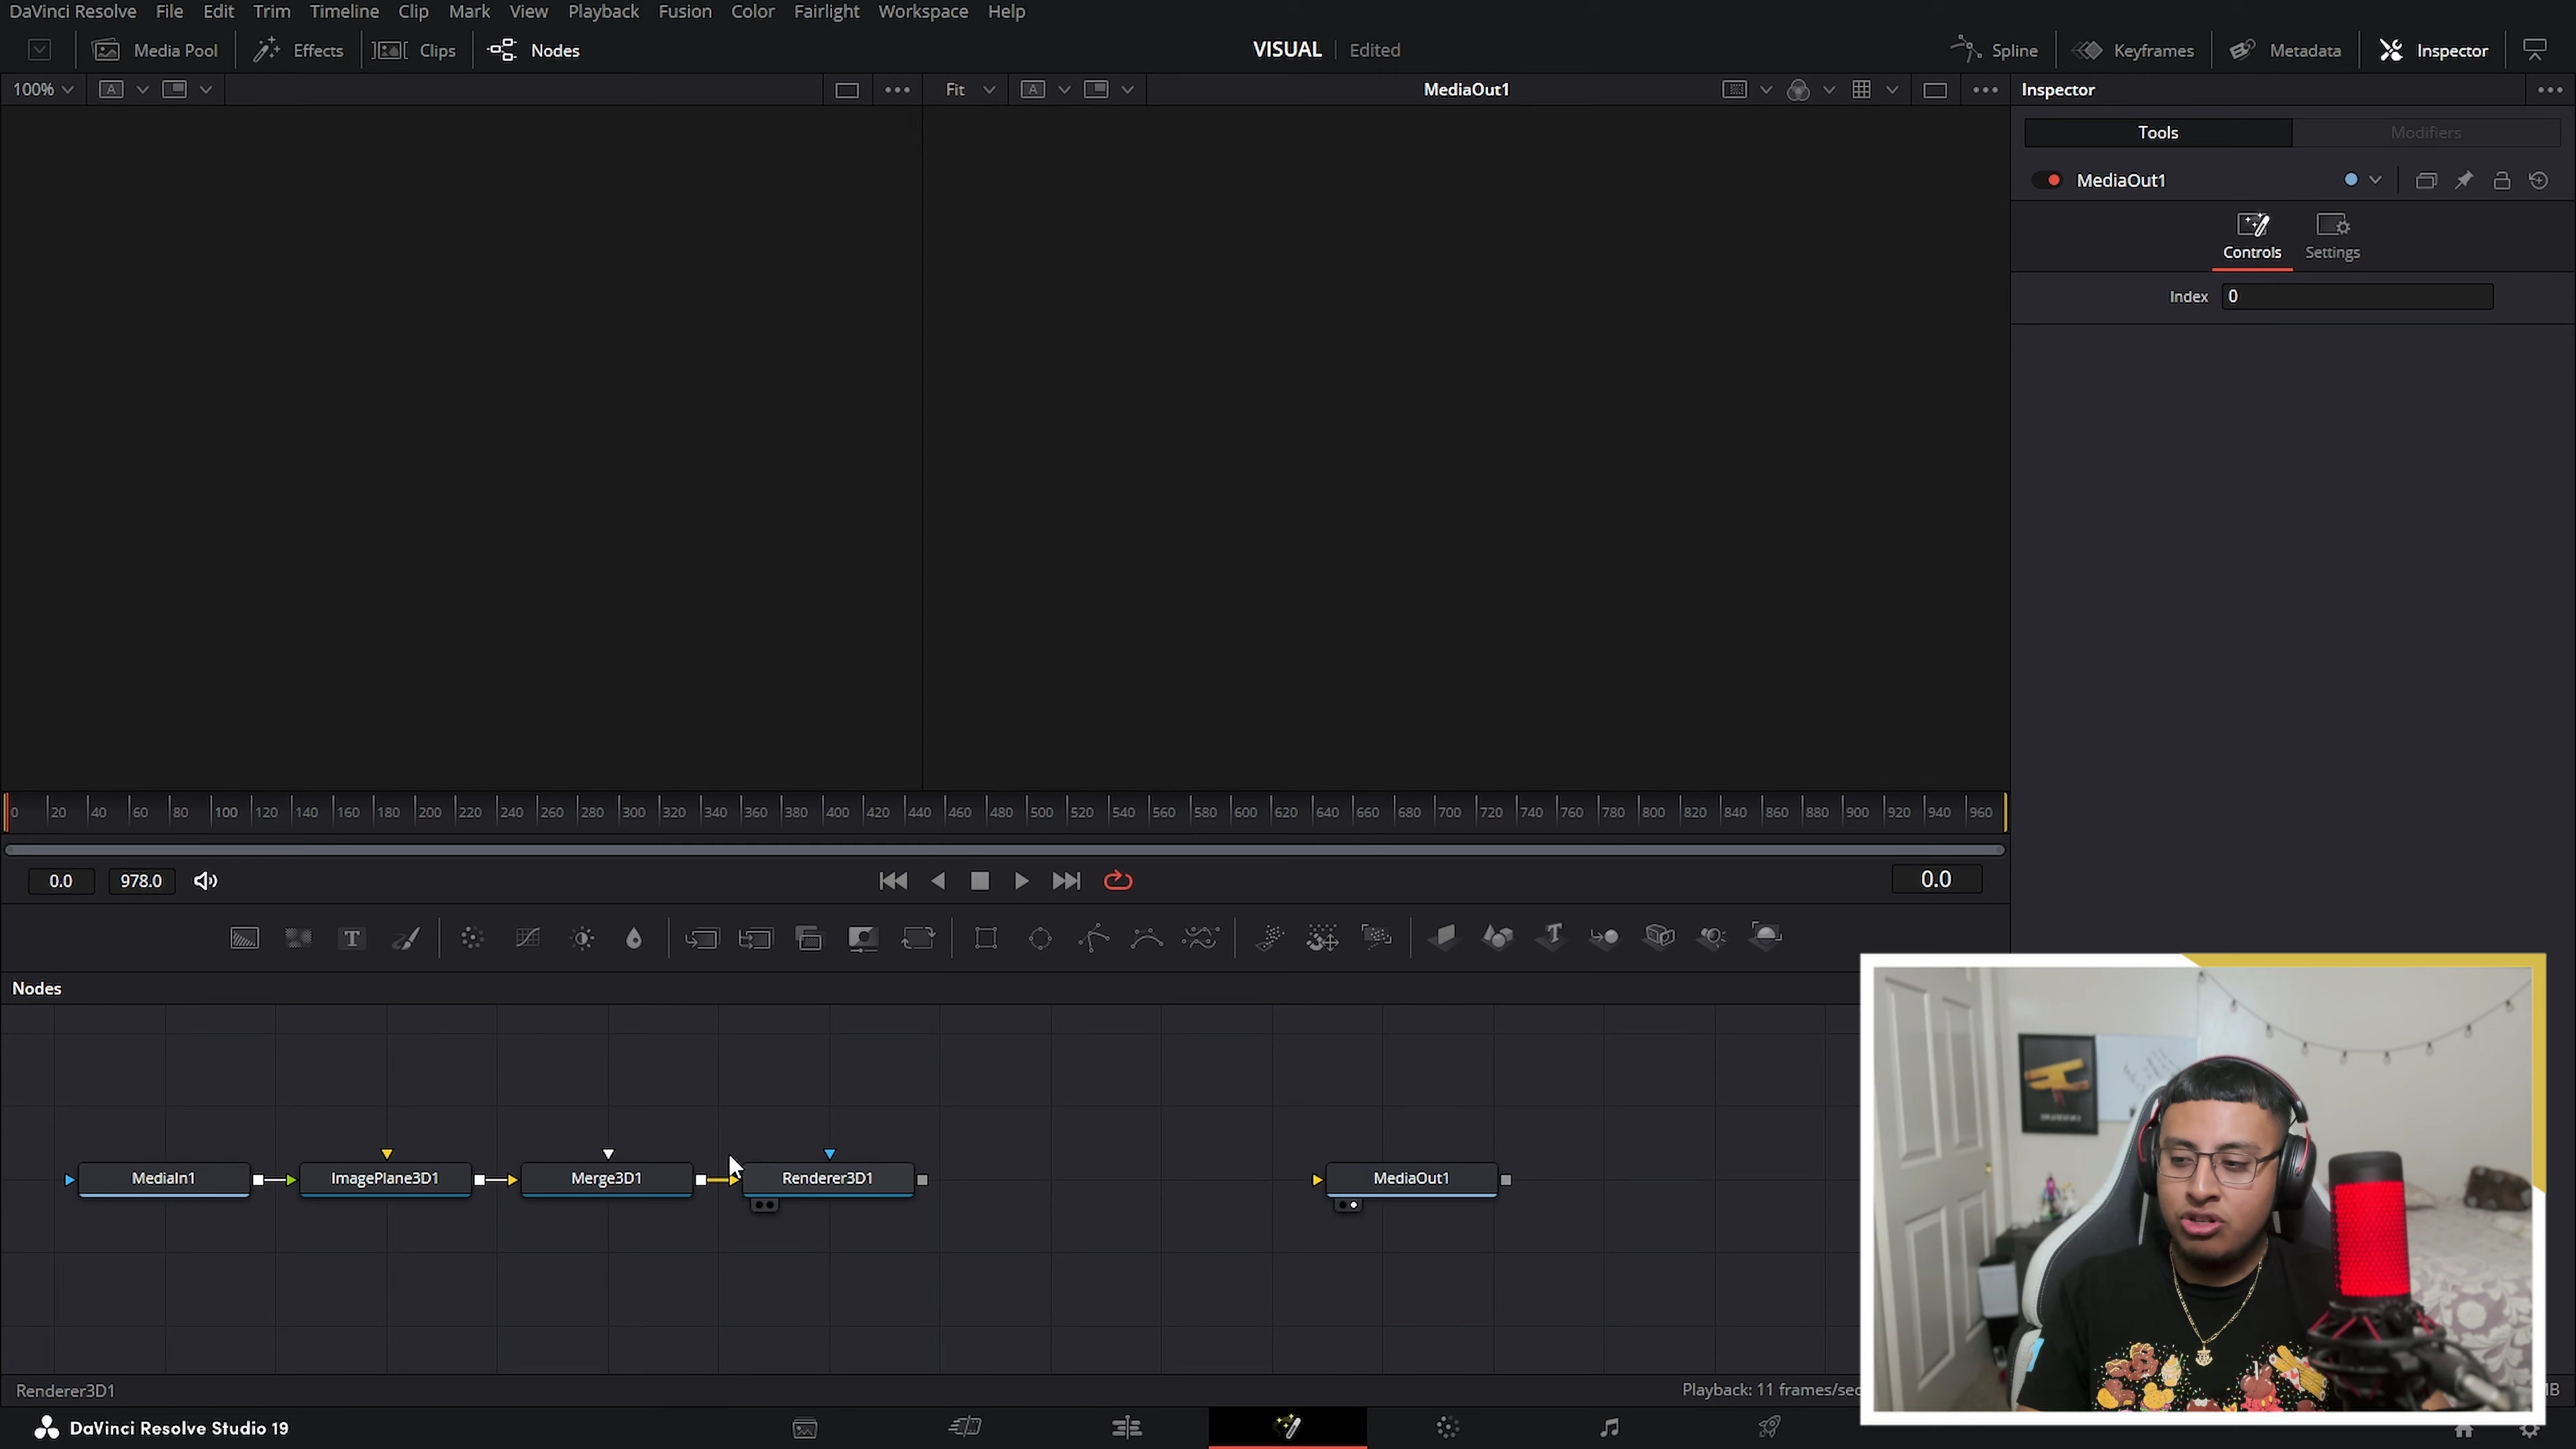 DaVinci Resolve File Edit Trim Timeline Clip Mark View Playback Fusion Color Fairlight Workspace Help
Media Pool Effects Clips Nodes VISUAL Edited Spline Keyframes Metadata Inspector
100% A Fit A MediaOut1 Inspector
Tools Modifiers
MediaOut1
Controls Settings
Index 0
0 20 40 60 80 100 120 140 160 180 200 220 240 260 280 300 320 340 360 380 400 420 440 460 480 500 520 540 560 580 600 620 640 660 680 700 720 740 760 780 800 820 840 860 880 900 920 940 960
0.0 978.0 0.0
T T
Nodes
MediaIn1 ImagePlane3D1 Merge3D1 Renderer3D1 MediaOut1
Renderer3D1 Playback: 11 frames/sec
DaVinci Resolve Studio 19